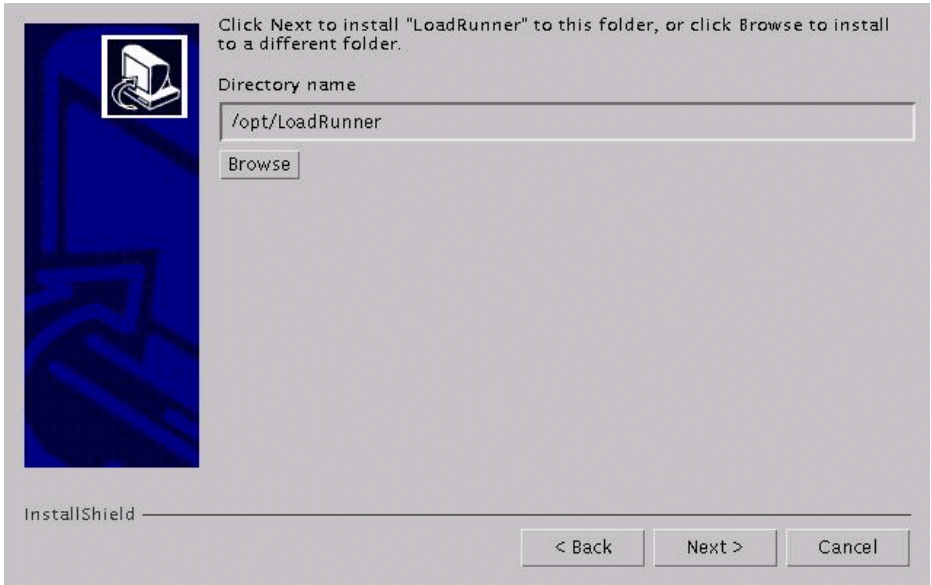 Click Next to install "LoadRunner" to this folder, or click Browse to install
to a different folder.
Directory name
/opt/LoadRunner
Browse
InstallShield
< Back
Next >
Cancel